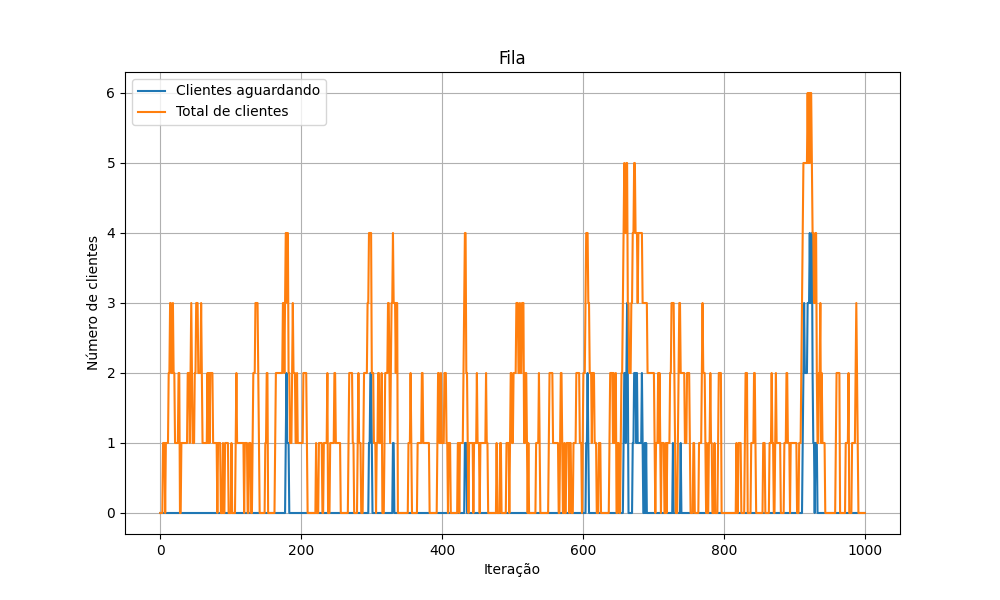 Fila
Clientes aguardando
Total de clientes
Número de clientes
6
5
4
3
2
1
0
0 200 400 600 800 1000
Iteração